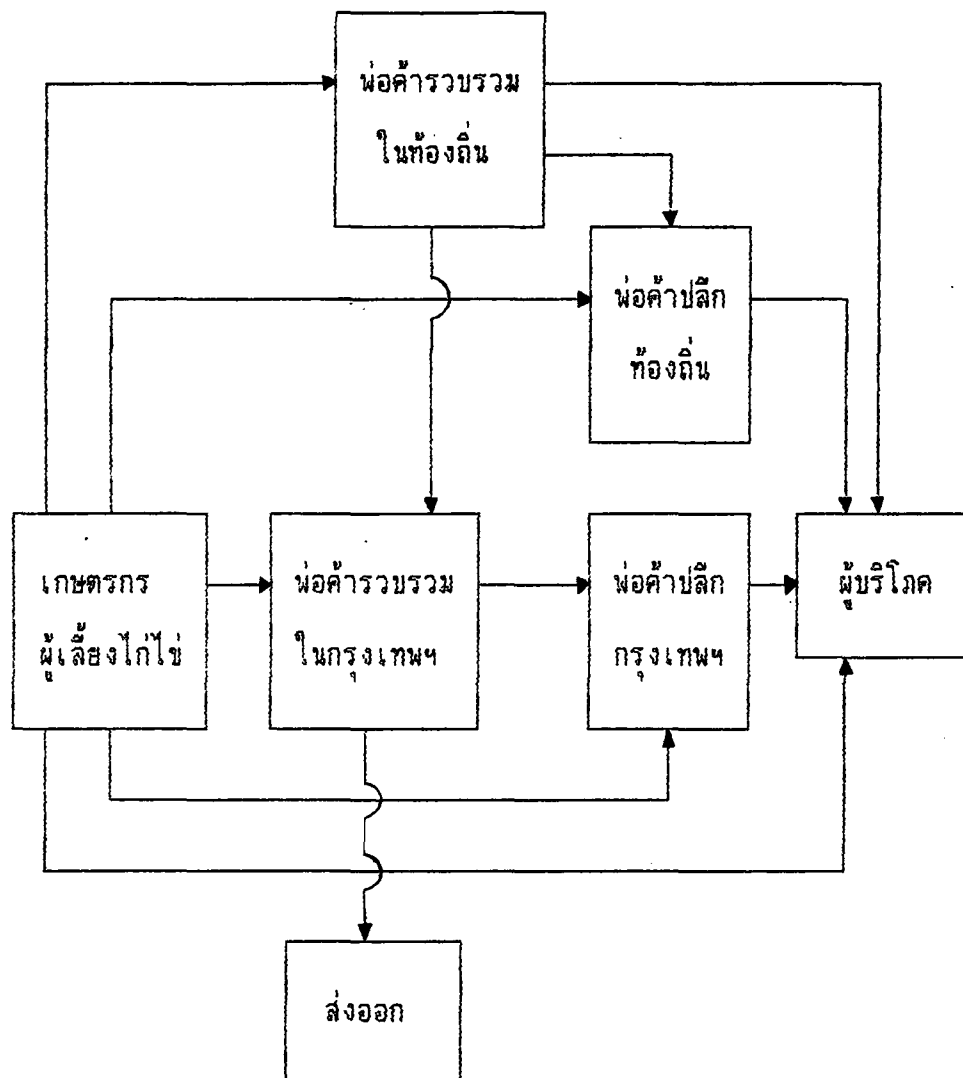 พ่อค้ารวบรวม
ในท้องถิ่น
พ่อค้าปลีก
ท้องถิ่น
เกษตรกร
ผู้เลี้ยงไก่ไข่
พ่อค้ารวบรวม
ในกรุงเทพฯ
พ่อค้าปลีก
กรุงเทพฯ
ผู้บริโภค
ส่งออก